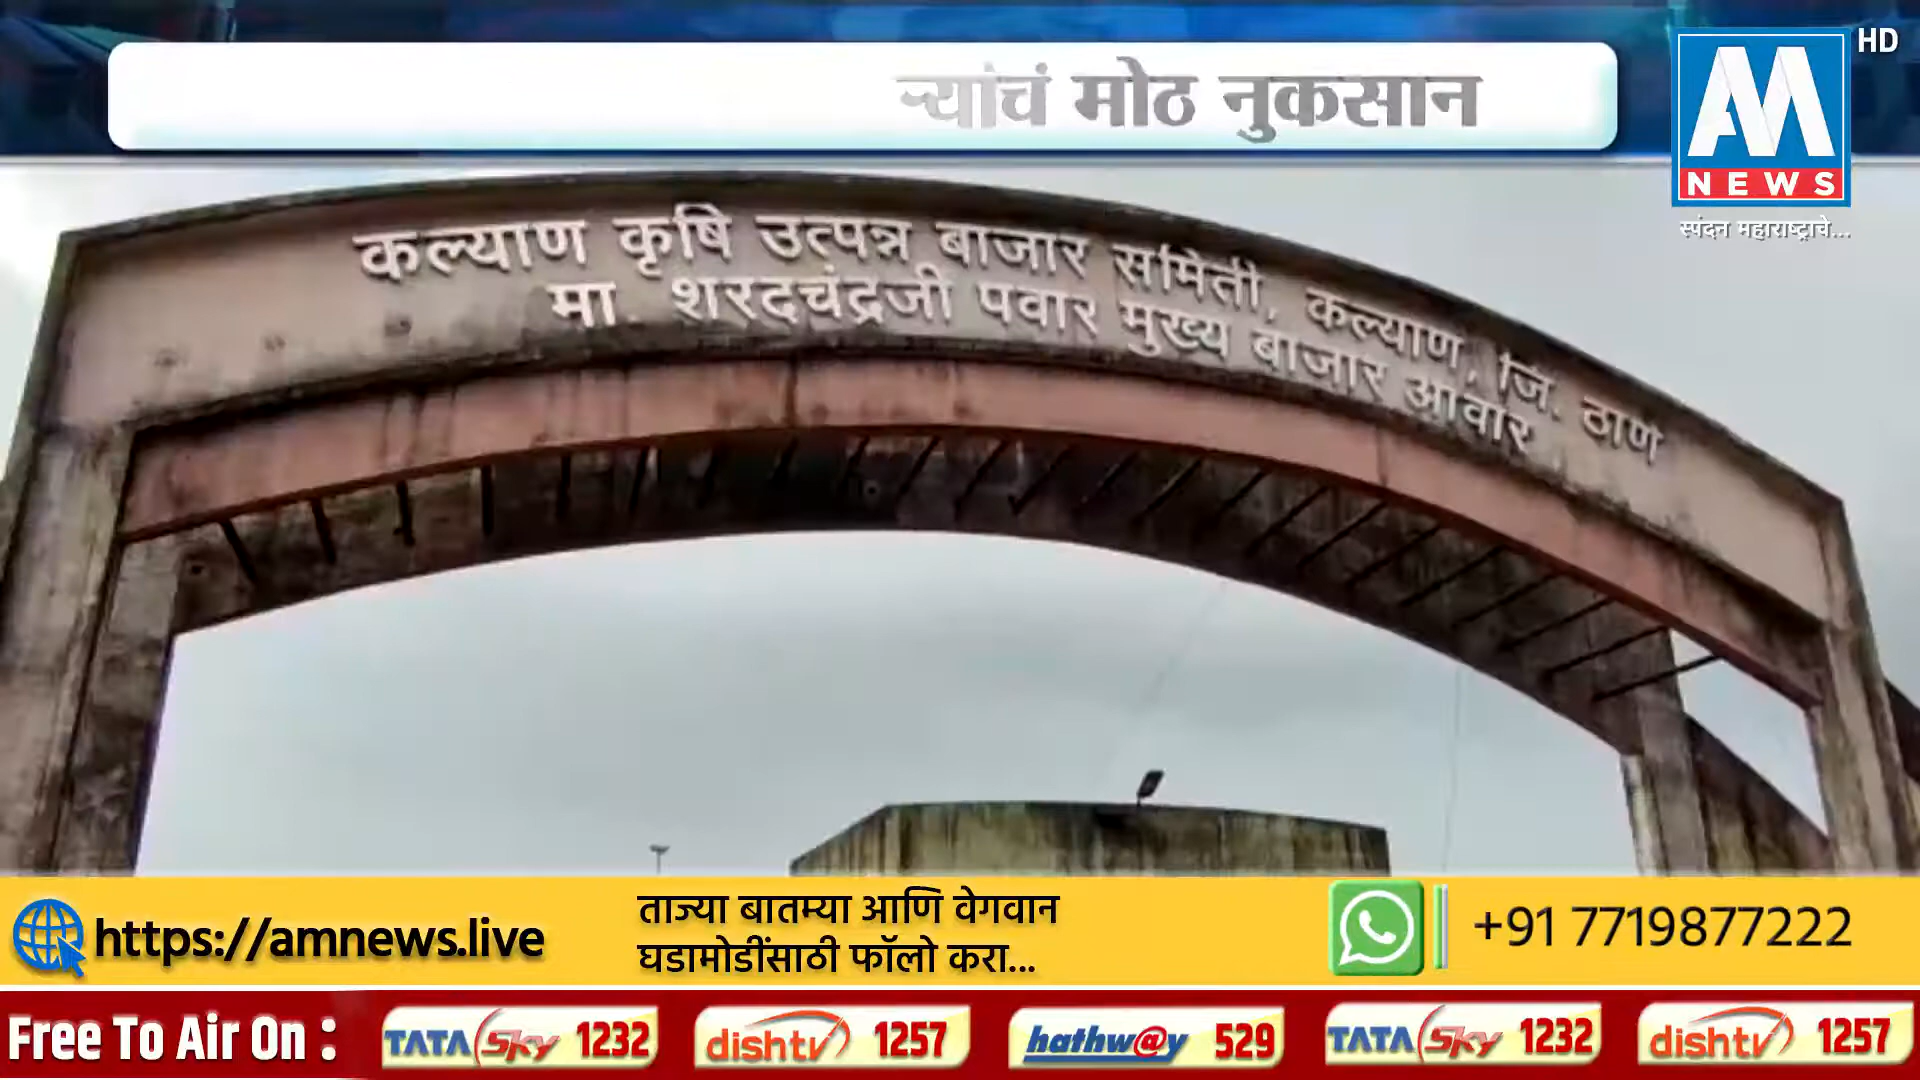 मोठ नुकसान
HD
AM
NEWS
स्पंदन महाराष्ट्राचे...
कल्याण कृषि उत्पन्न बाजार समिती, कल्याण, जि. ठाणे
मा. शरदचंद्रजी पवार मुख्य बाजार आवार
https://amnews.live
ताज्या बातम्या आणि वेगवान
घडामोडींसाठी फॉलो करा...
+91 7719877222
Free To Air On : TATA Sky 1232 dishtv 1257 hathw@y 529 TATA Sky 1232 dishtv 1257